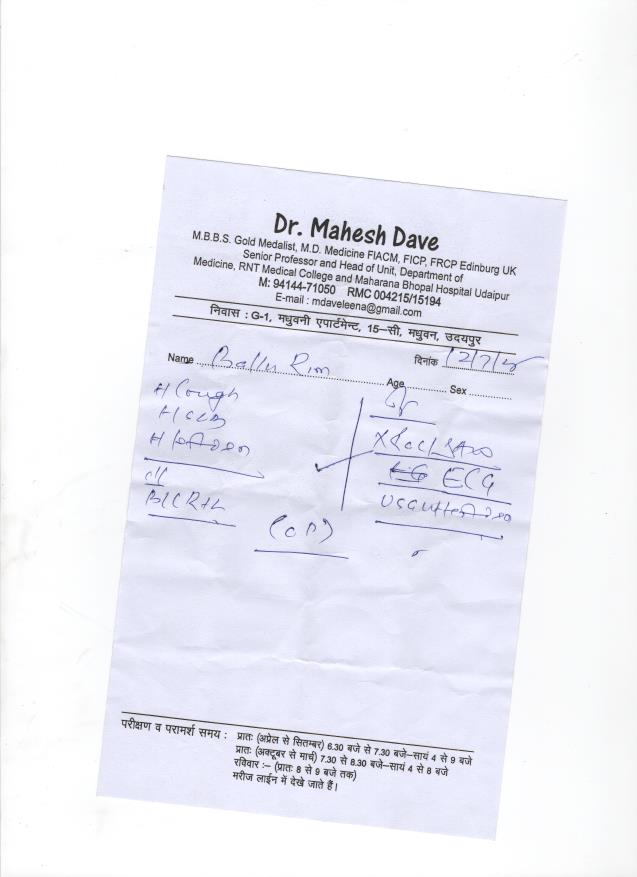 Dr. Mahesh Dave
M.B.B.S. Gold Medalist, M.D. Medicine FIACM, FICP, FRCP Edinburg UK
Senior Professor and Head of Unit, Department of
Medicine, RNT Medical College and Maharana Bhopal Hospital Udaipur
M: 94144-71050 RMC 004215/15194
E-mail : mdaveleena@gmail.com
निवास : G-1, मधुवनी एपार्टमेन्ट, 15-सी, मधुवन, उदयपुर
Name दिनांक
Age Sex
H Cough
ECG
परीक्षण व परामर्श समय : प्रातः (अप्रेल से सितम्बर) 6.30 बजे से 7.30 बजे-सायं 4 से 9 बजे
प्रातः (अक्टूबर से मार्च) 7.30 से 8.30 बजे-सायं 4 से 8 बजे
रविवार :- (प्रातः 8 से 9 बजे तक)
मरीज लाईन में देखे जाते हैं।